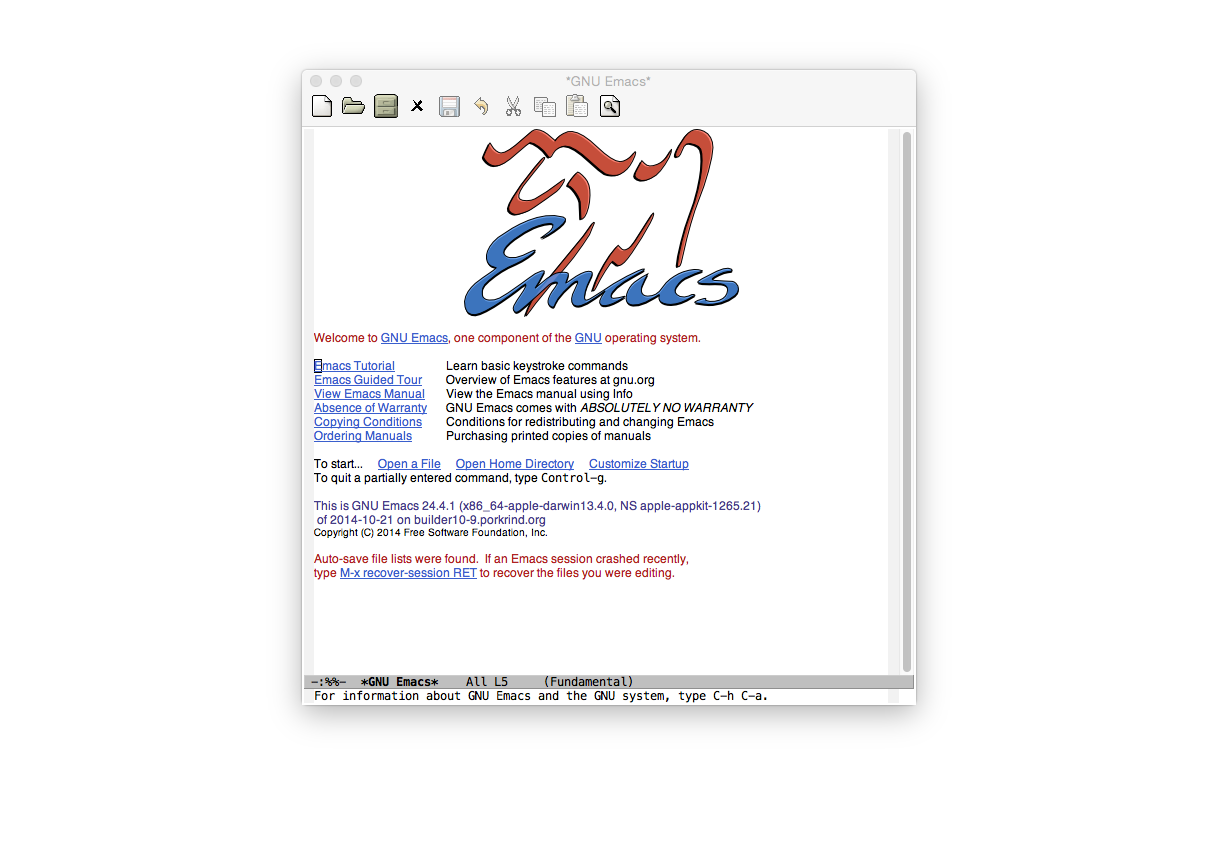 *GNU Emacs*
Emacs
Welcome to GNU Emacs, one component of the GNU operating system.
Emacs Tutorial Learn basic keystroke commands
Emacs Guided Tour Overview of Emacs features at gnu.org
View Emacs Manual View the Emacs manual using Info
Absence of Warranty GNU Emacs comes with ABSOLUTELY NO WARRANTY
Copying Conditions Conditions for redistributing and changing Emacs
Ordering Manuals Purchasing printed copies of manuals
To start... Open a File Open Home Directory Customize Startup
To quit a partially entered command, type Control-g.
This is GNU Emacs 24.4.1 (x86_64-apple-darwin13.4.0, NS apple-appkit-1265.21)
of 2014-10-21 on builder10-9.porkrind.org
Copyright (C) 2014 Free Software Foundation, Inc.
Auto-save file lists were found. If an Emacs session crashed recently,
type M-x recover-session RET to recover the files you were editing.
-:%%- *GNU Emacs* All L5 (Fundamental)
For information about GNU Emacs and the GNU system, type C-h C-a.